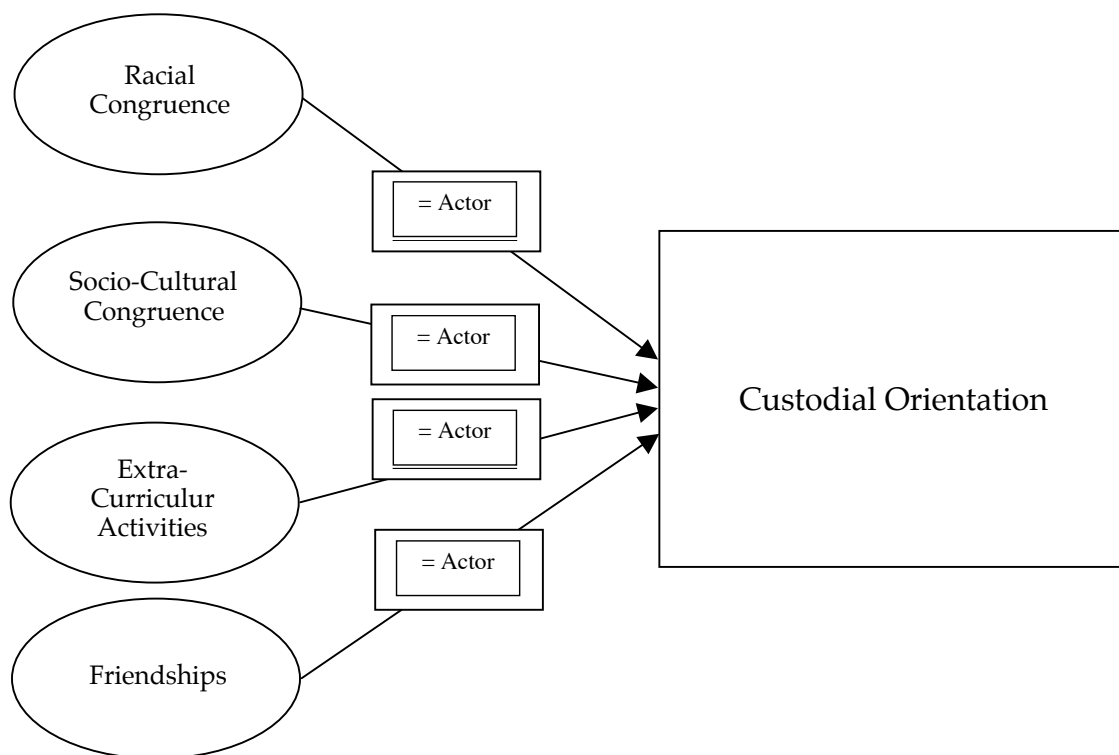 Racial
Congruence
= Actor
Socio-Cultural
Congruence
= Actor
Custodial Orientation
= Actor
Extra-
Curriculur
Activities
= Actor
Friendships